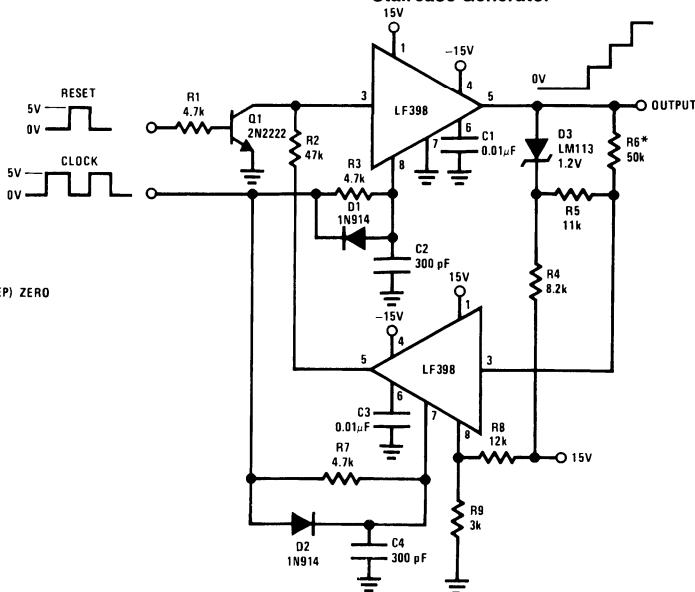 Staircase Generator
15V
1
−15V
4
0V
RESET
5V
0V
R1
4.7k
Q1
2N2222
3
LF398
5
OUTPUT
6
7
8
C1
0.01μF
D3
LM113
1.2V
R6*
50k
R2
47k
CLOCK
5V
0V
R3
4.7k
D1
1N914
R5
11k
C2
300 pF
R4
8.2k
EP) ZERO
15V
1
−15V
4
5
LF398
3
6
7
8
C3
0.01μF
R8
12k
15V
R7
4.7k
R9
3k
D2
1N914
C4
300 pF